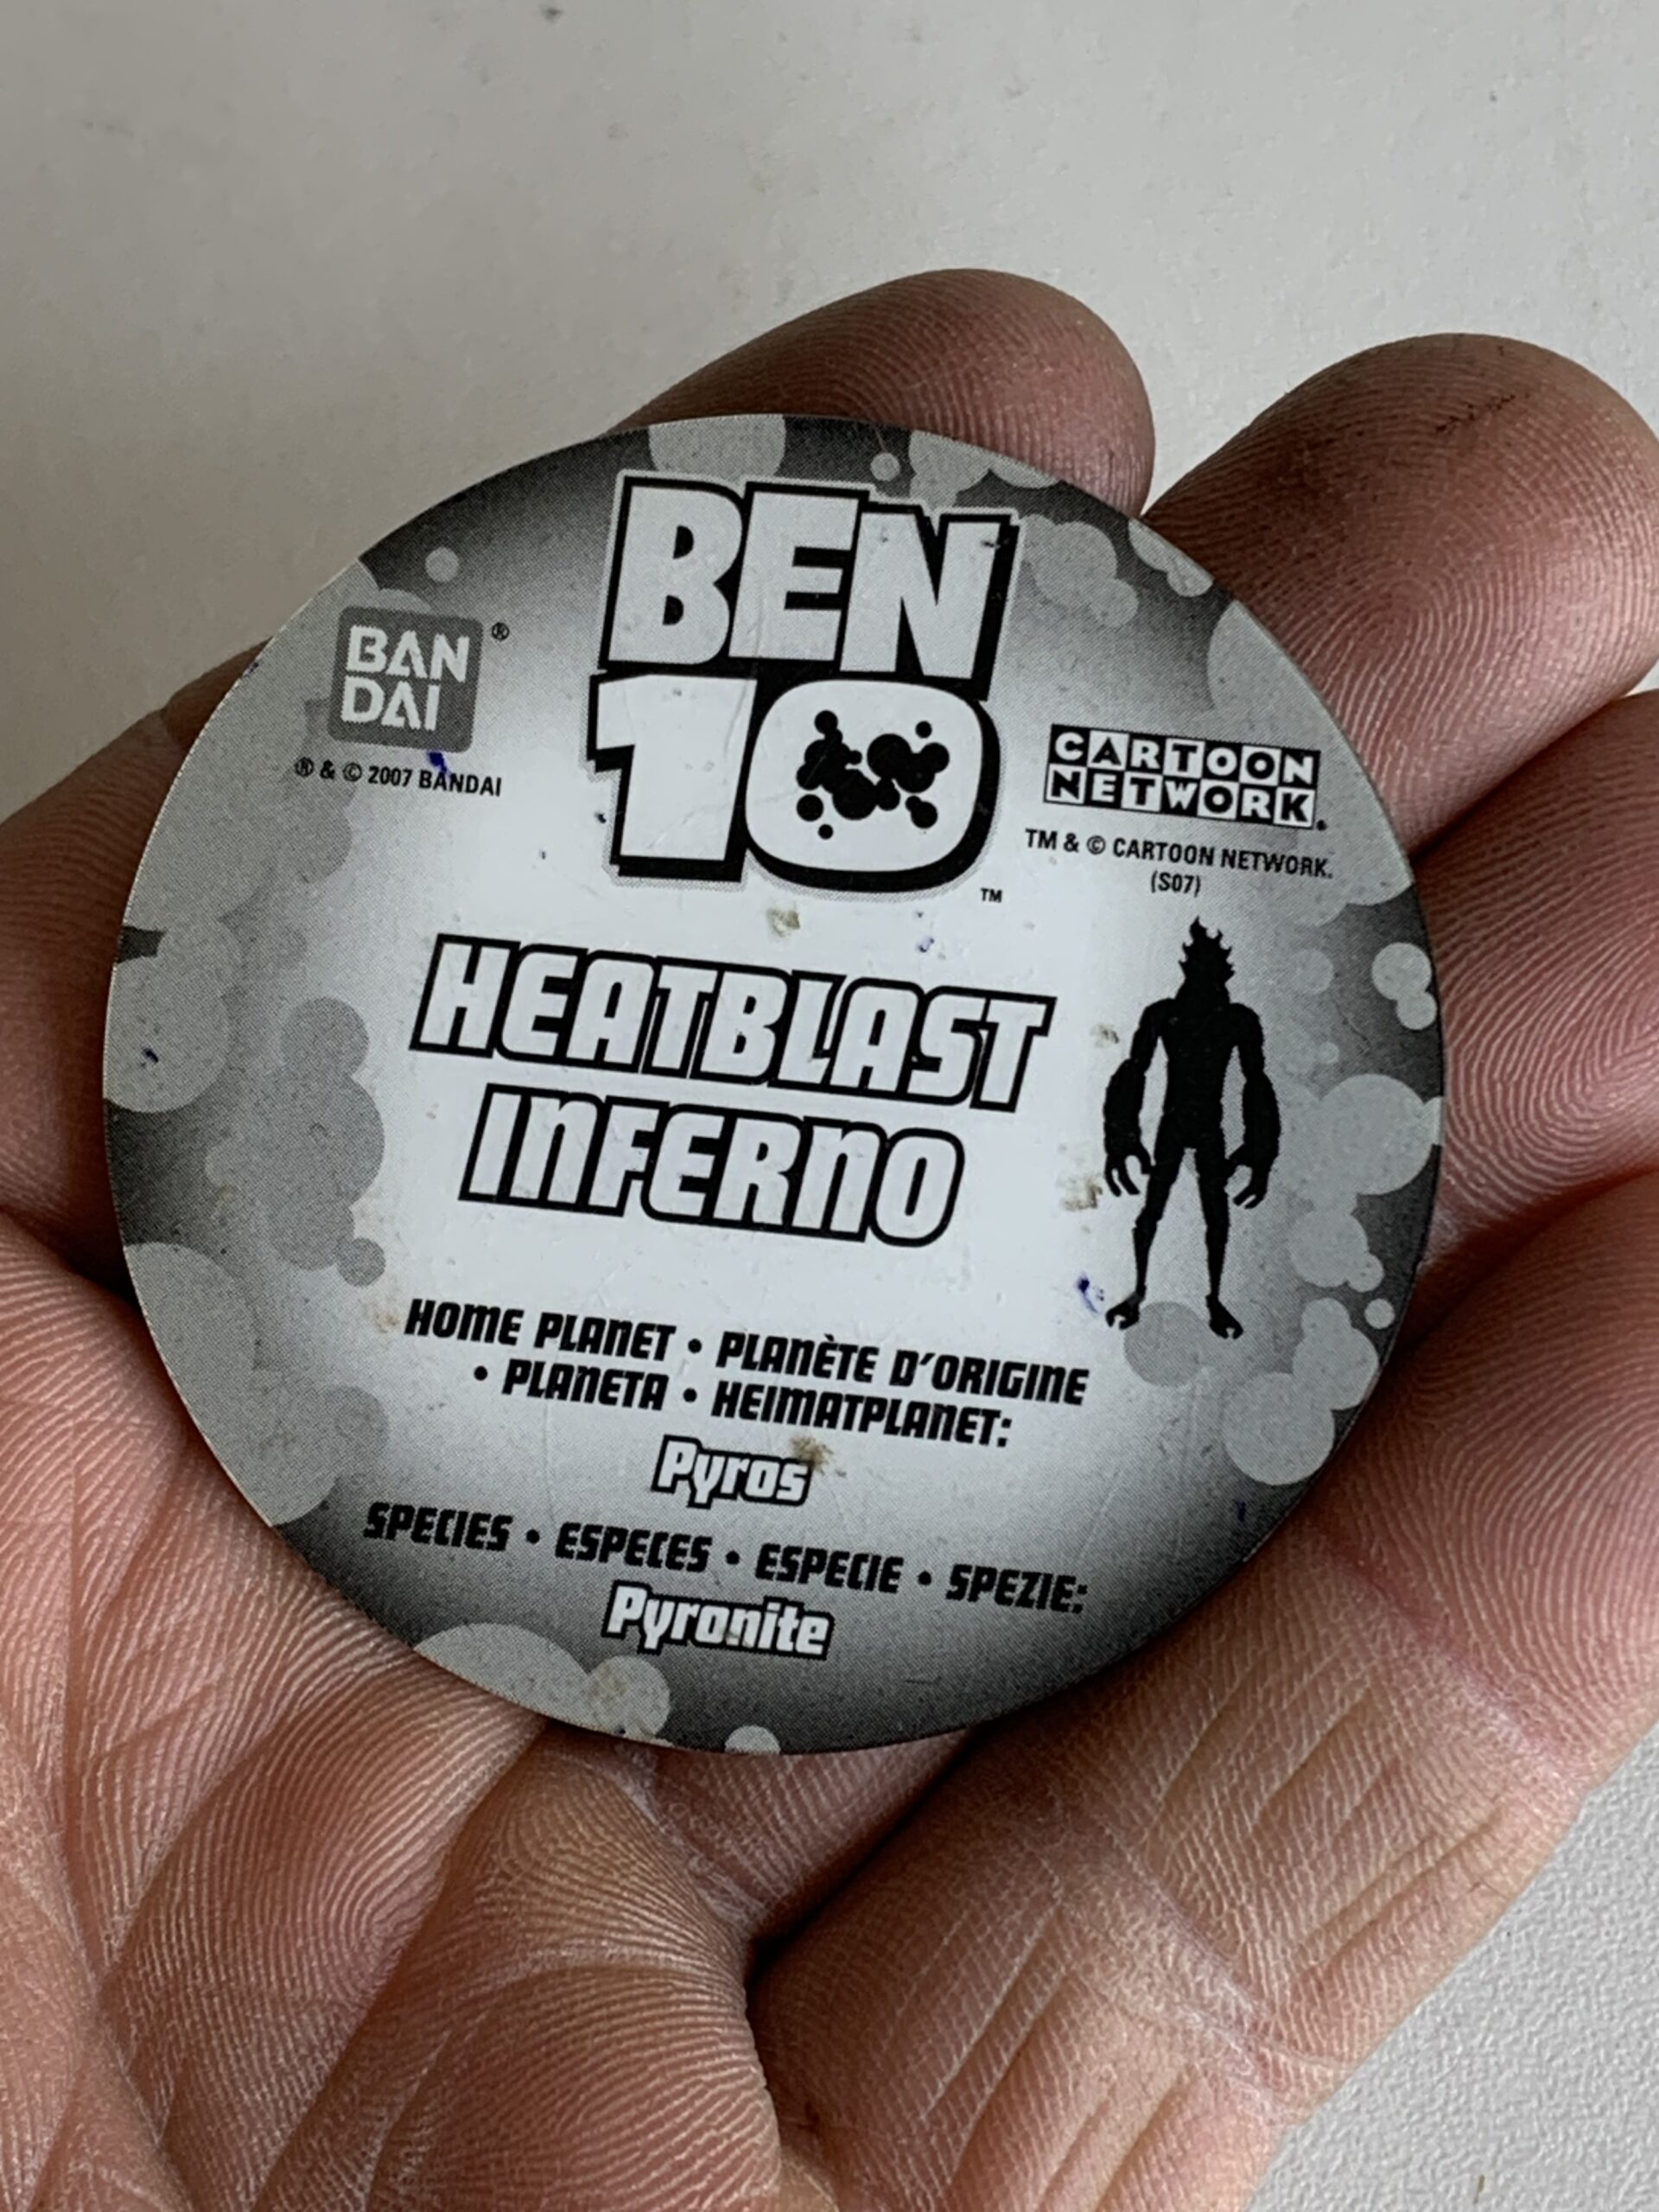 BEN
10
TM
BAN
DAI
®
® & © 2007 BANDAI
CARTOON
NETWORK.
TM & © CARTOON NETWORK.
(S07)
HEATBLAST
INFERNO
HOME PLANET • PLANÈTE D'ORIGINE
• PLANETA • HEIMATPLANET:
Pyros
SPECIES • ESPECES • ESPECIE • SPEZIE:
Pyronite